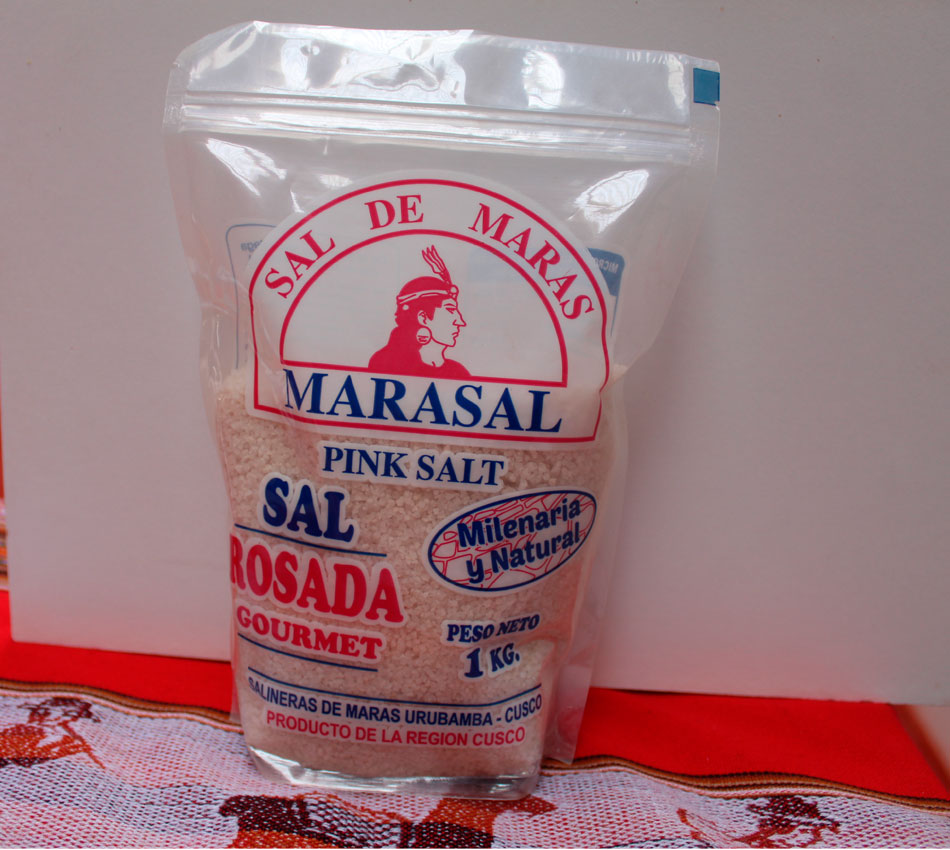 SAL DE MARAS
MARASAL
PINK SALT
SAL
ROSADA
GOURMET
Milenaria
y Natural
PESO NETO
1 KG.
SALINERAS DE MARAS URUBAMBA - CUSCO
PRODUCTO DE LA REGION CUSCO